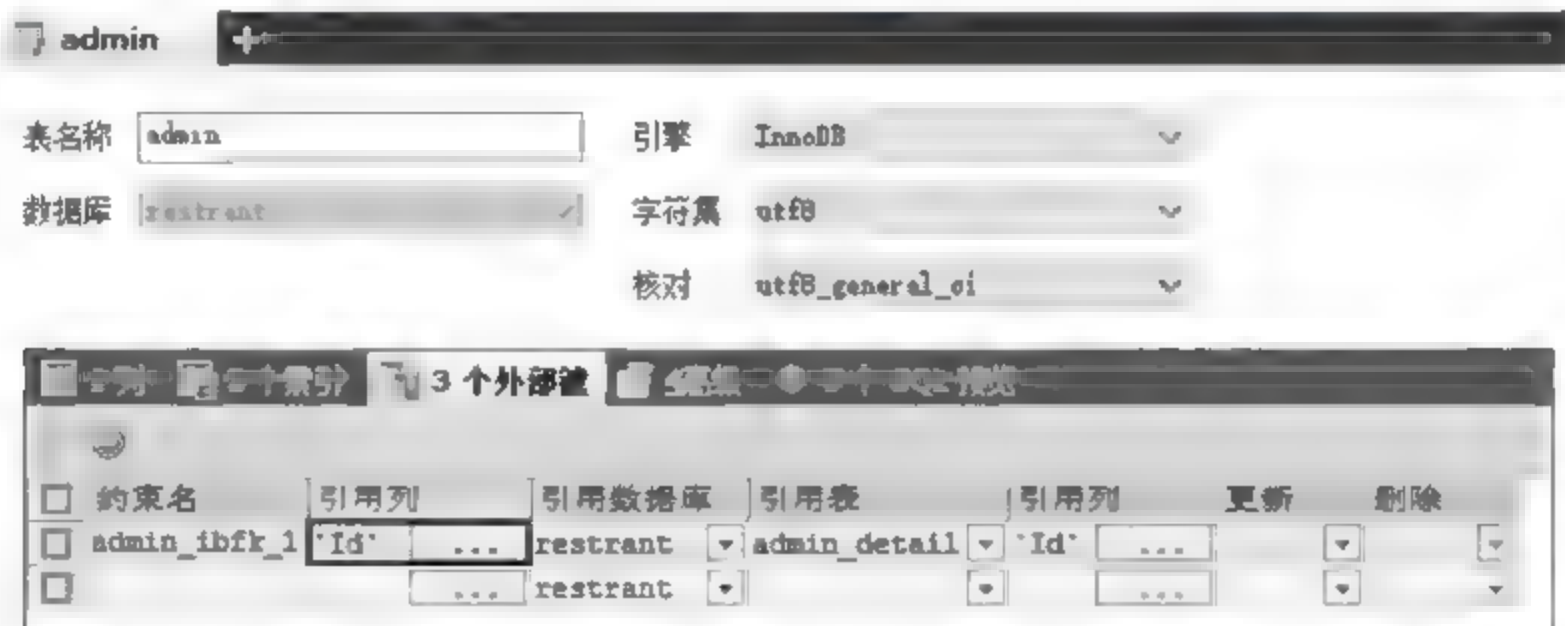 admin
表名称 admin 引擎 InnoDB
数据库 restrant 字符集 utf8
核对 utf8_general_ci
3 个外部键
约束名 引用列 引用数据库 引用表 引用列 更新 删除
admin_ibfk_1 `Id` ... restrant admin_detail `Id` ...
... restrant ...